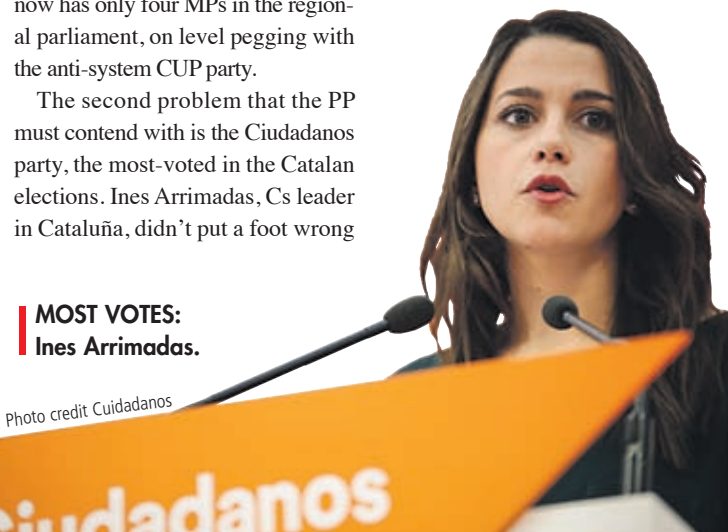 now has only four MPs in the region-
al parliament, on level pegging with
the anti-system CUP party.
The second problem that the PP
must contend with is the Ciudadanos
party, the most-voted in the Catalan
elections. Ines Arrimadas, Cs leader
in Cataluña, didn't put a foot wrong
MOST VOTES:
Ines Arrimadas.
Photo credit Cuidadanos
Ciudadanos